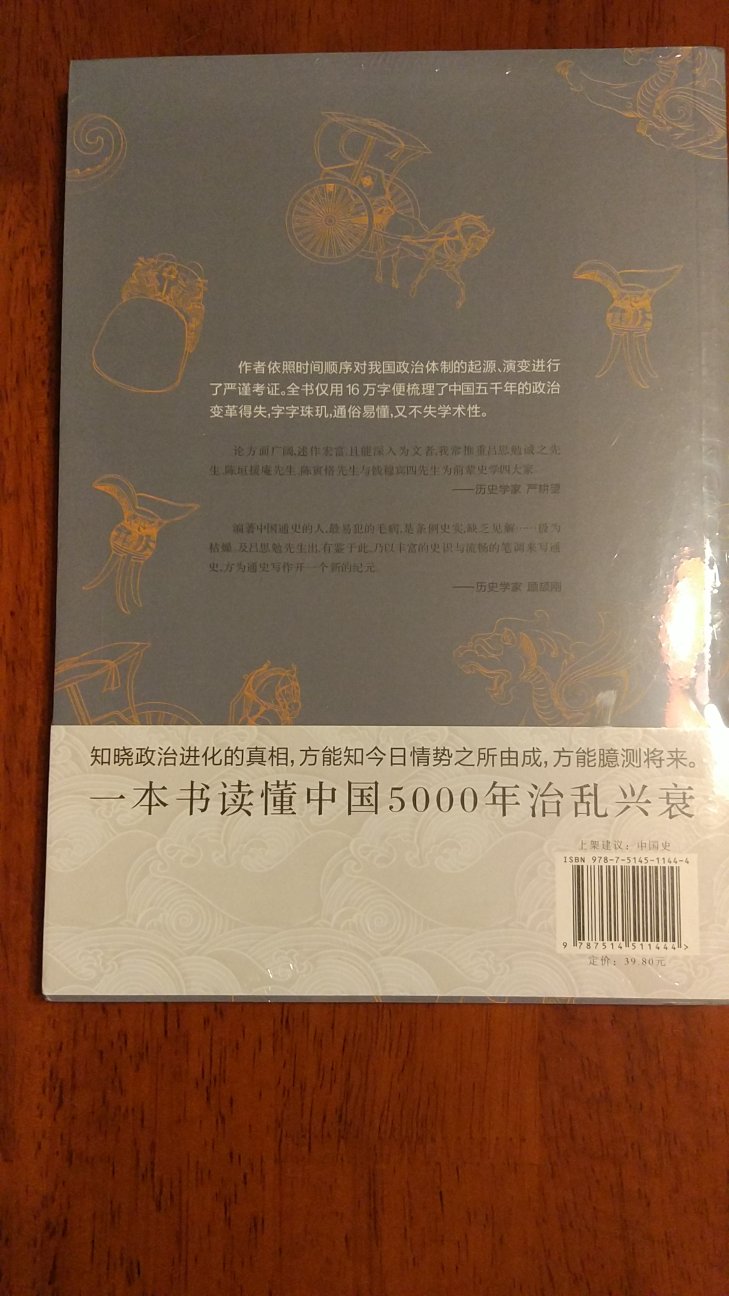 作者依照时间顺序对我国政治体制的起源、演变进行
了严谨考证。全书仅用16万字便梳理了中国五千年的政治
变革得失,字字珠玑,通俗易懂,又不失学术性。
论方面广阔,述作宏富,且能深入为文者,我常推重吕思勉诚之先
生、陈垣援庵先生、陈寅恪先生与钱穆宾四先生为前辈史学四大家。
——历史学家 严耕望
编著中国通史的人,最易犯的毛病,是条例史实,缺乏见解……极为
枯燥。及吕思勉先生出,有鉴于此,乃以丰富的史识与流畅的笔调来写通
史,方为通史写作开一个新的纪元。
——历史学家 顾颉刚
知晓政治进化的真相,方能知今日情势之所由成,方能臆测将来。
一本书读懂中国5000年治乱兴衰
上架建议:中国史
ISBN 978-7-5145-1144-4
9 787514 511444 >
定价:39.80元